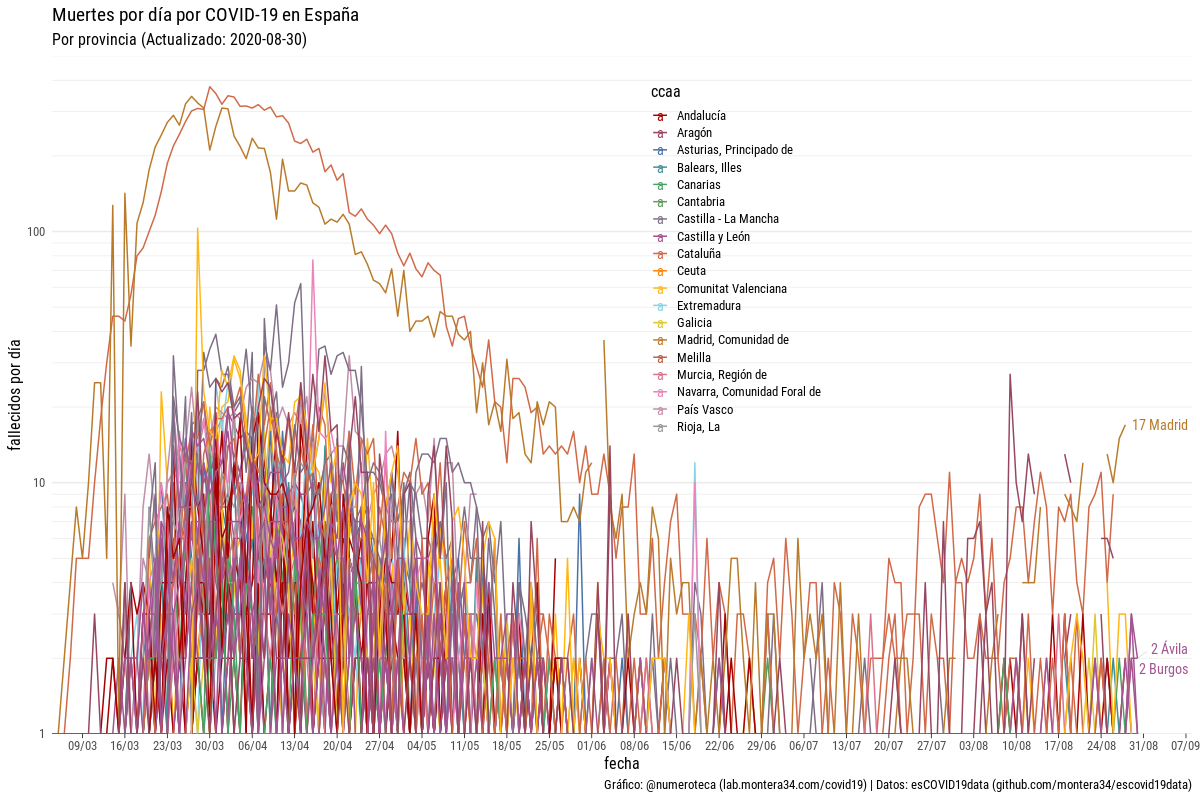 Muertes por día por COVID-19 en España
Por provincia (Actualizado: 2020-08-30)
fallecidos por día
100
10
1
ccaa
a Andalucía
a Aragón
a Asturias, Principado de
a Balears, Illes
a Canarias
a Cantabria
a Castilla - La Mancha
a Castilla y León
a Cataluña
a Ceuta
a Comunitat Valenciana
a Extremadura
a Galicia
a Madrid, Comunidad de
a Melilla
a Murcia, Región de
a Navarra, Comunidad Foral de
a País Vasco
a Rioja, La
17 Madrid
2 Ávila
2 Burgos
09/03 16/03 23/03 30/03 06/04 13/04 20/04 27/04 04/05 11/05 18/05 25/05 01/06 08/06 15/06 22/06 29/06 06/07 13/07 20/07 27/07 03/08 10/08 17/08 24/08 31/08 07/09
fecha
Gráfico: @numeroteca (lab.montera34.com/covid19) | Datos: esCOVID19data (github.com/montera34/escovid19data)